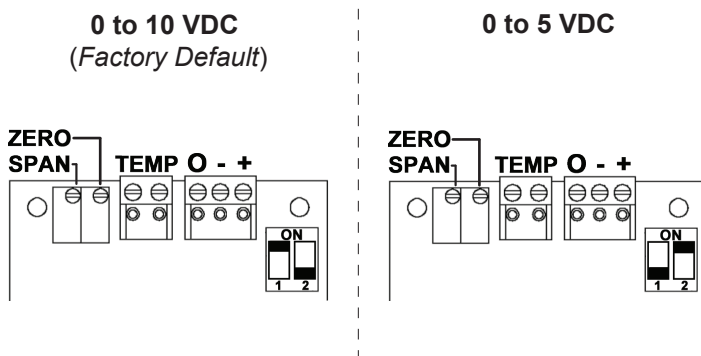 0 to 10 VDC
(Factory Default)
ZERO
SPAN TEMP O - +
ON
1 2
0 to 5 VDC
ZERO
SPAN TEMP O - +
ON
1 2